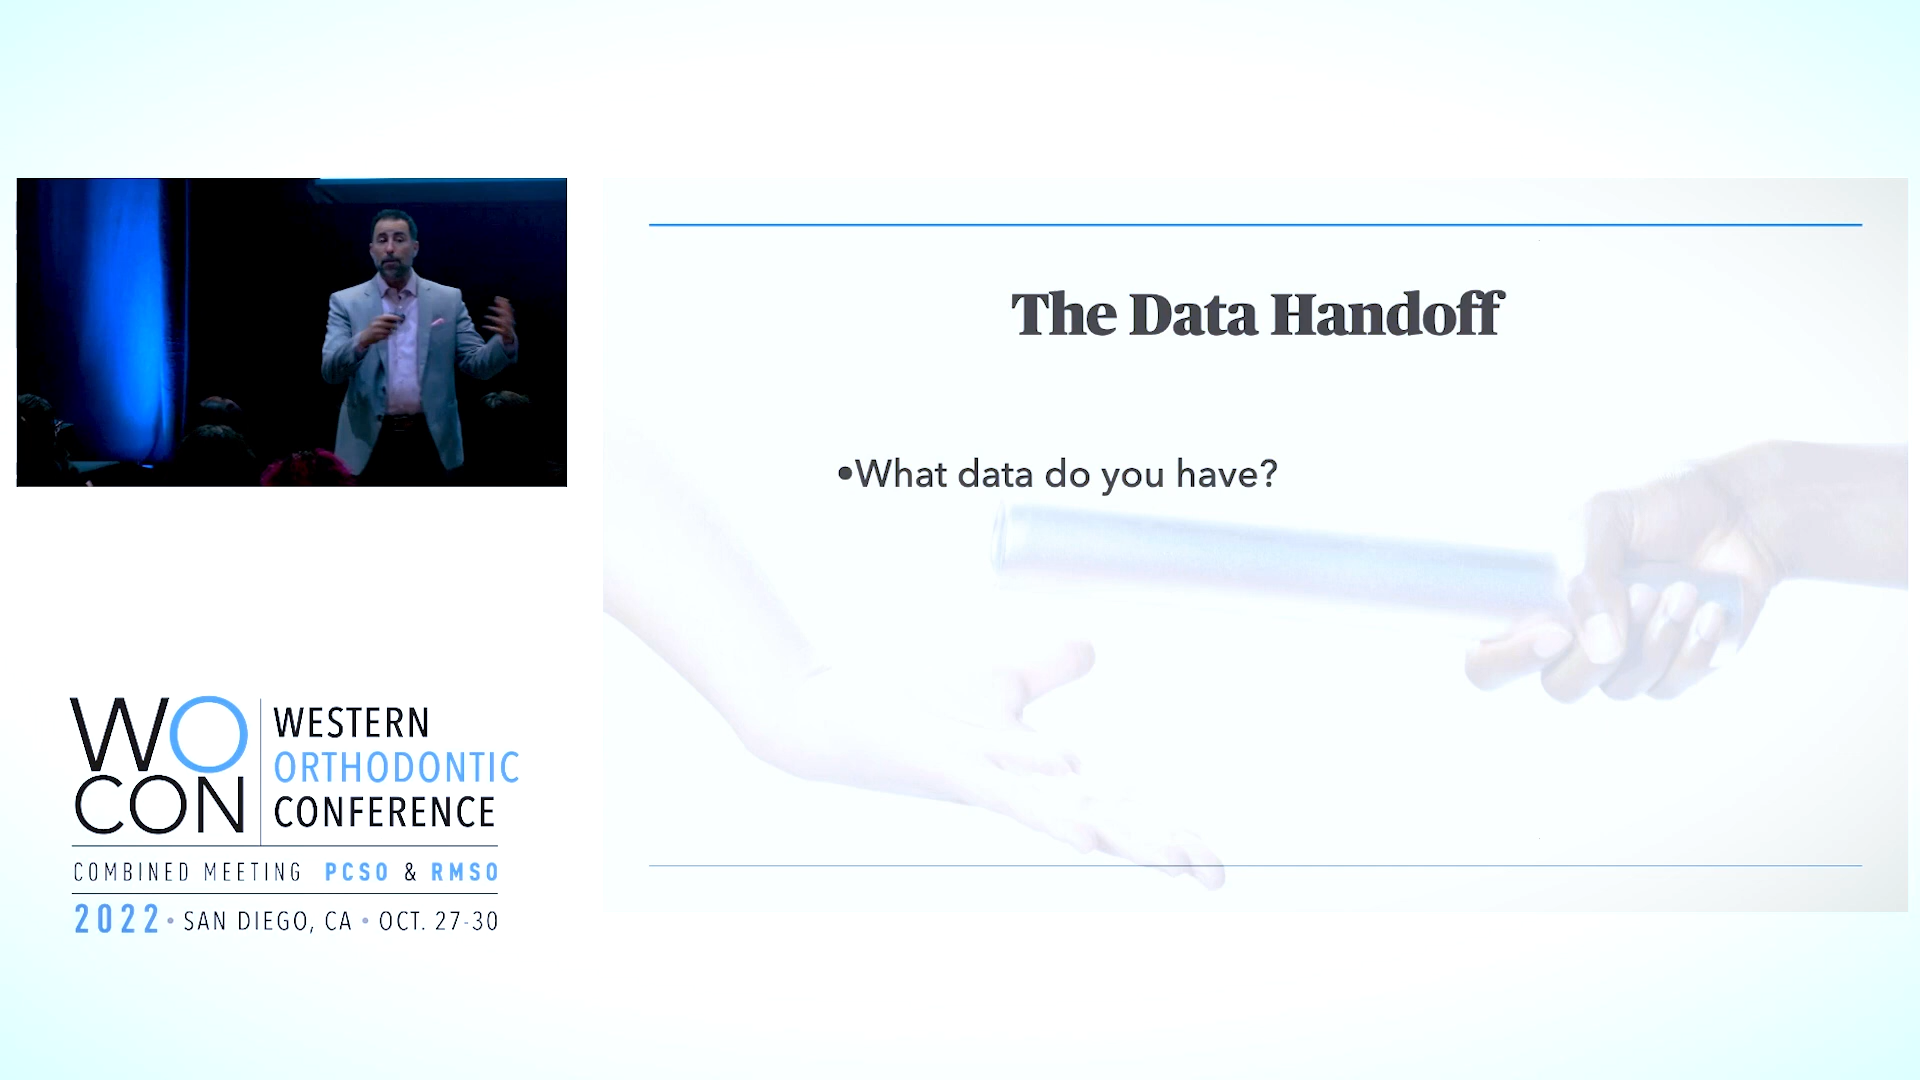 The Data Handoff
•What data do you have?
WO
CON
WESTERN
ORTHODONTIC
CONFERENCE
COMBINED MEETING PCSO & RMSO
2022 • SAN DIEGO, CA • OCT. 27-30